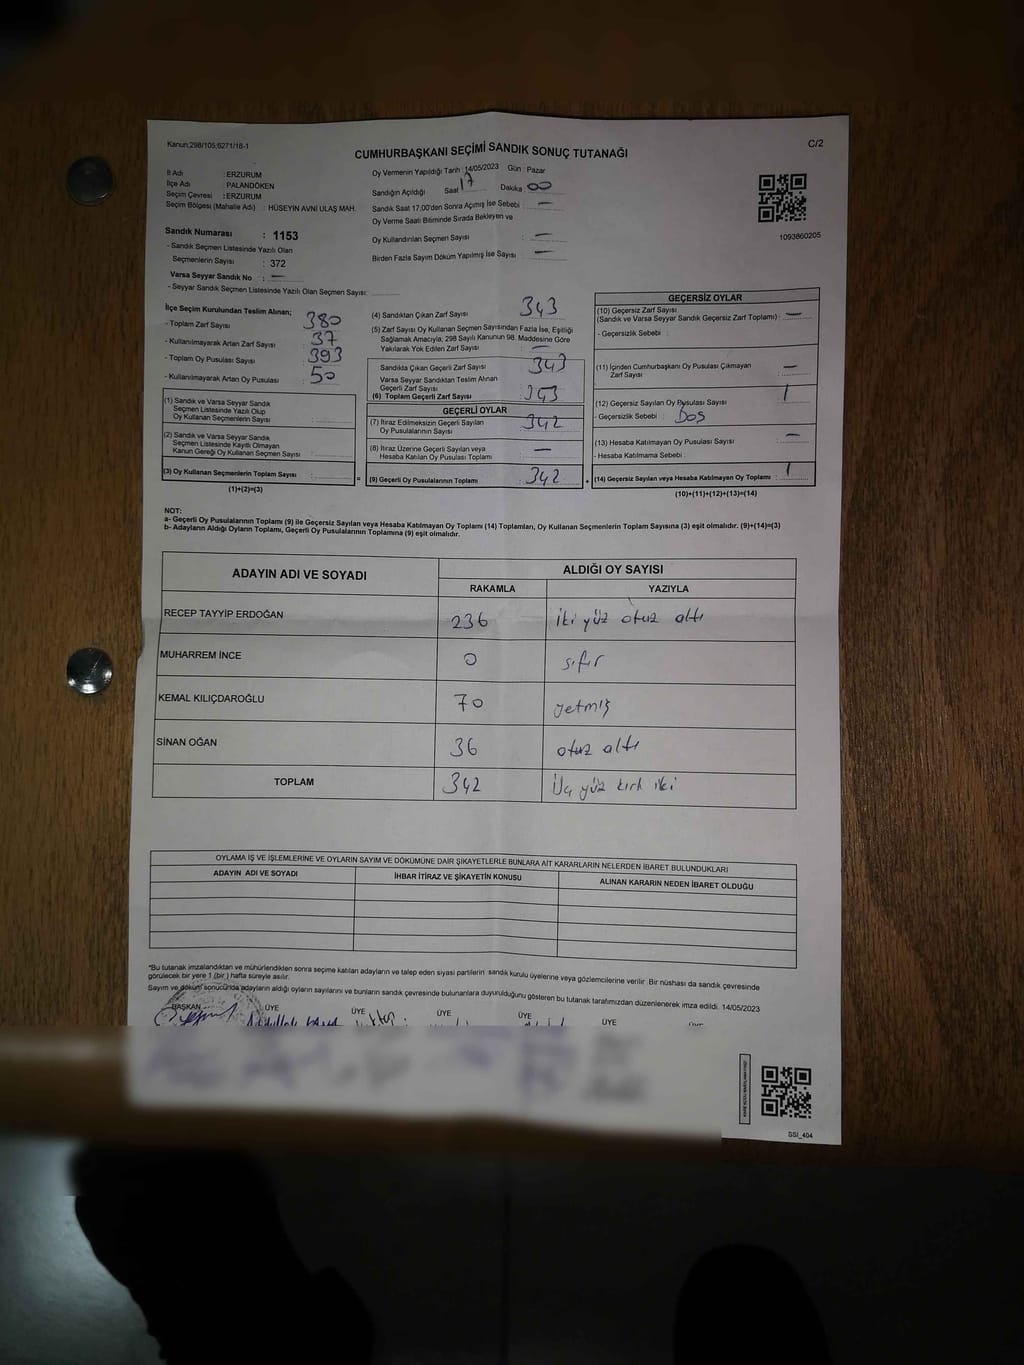 Kanun;298/105;6271/18-1
C/2
CUMHURBAŞKANI SEÇİMİ SANDIK SONUÇ TUTANAĞI
İl Adı : ERZURUM
İlçe Adı : PALANDÖKEN
Seçim Çevresi : ERZURUM
Seçim Bölgesi (Mahalle Adı) : HÜSEYİN AVNİ ULAŞ MAH.
Sandık Numarası : 1153
- Sandık Seçmen Listesinde Yazılı Olan
Seçmenlerin Sayısı : 372
Varsa Seyyar Sandık No : —
- Seyyar Sandık Seçmen Listesinde Yazılı Olan Seçmen Sayısı:
Oy Vermenin Yapıldığı Tarih :14/05/2023 Gün : Pazar
Sandığın Açıldığı Saat 17 Dakika 00
Sandık Saat 17:00'den Sonra Açılmış İse Sebebi : —
Oy Verme Saati Bitiminde Sırada Bekleyen ve
Oy Kullandırılan Seçmen Sayısı : —
Birden Fazla Sayım Döküm Yapılmış İse Sayısı : —
1093860205
İlçe Seçim Kurulundan Teslim Alınan;
- Toplam Zarf Sayısı : 380
- Kullanılmayarak Artan Zarf Sayısı : 37
- Toplam Oy Pusulası Sayısı : 393
- Kullanılmayarak Artan Oy Pusulası : 50
(1) Sandık ve Varsa Seyyar Sandık
Seçmen Listesinde Yazılı Olup
Oy Kullanan Seçmenlerin Sayısı :
(2) Sandık ve Varsa Seyyar Sandık
Seçmen Listesinde Kayıtlı Olmayan
Kanun Gereği Oy Kullanan Seçmen Sayısı :
(3) Oy Kullanan Seçmenlerin Toplam Sayısı :
(1)+(2)=(3)
(4) Sandıktan Çıkan Zarf Sayısı : 343
(5) Zarf Sayısı Oy Kullanan Seçmen Sayısından Fazla İse, Eşitliği
Sağlamak Amacıyla; 298 Sayılı Kanunun 98. Maddesine Göre
Yakılarak Yok Edilen Zarf Sayısı : —
Sandıkla Çıkan Geçerli Zarf Sayısı : 343
Varsa Seyyar Sandıktan Teslim Alınan
Geçerli Zarf Sayısı
(6) Toplam Geçerli Zarf Sayısı : 343
GEÇERLİ OYLAR
(7) İtiraz Edilmeksizin Geçerli Sayılan
Oy Pusulalarının Sayısı : 342
(8) İtiraz Üzerine Geçerli Sayılan veya
Hesaba Katılan Oy Pusulası Toplamı : —
(9) Geçerli Oy Pusulalarının Toplamı : 342
GEÇERSİZ OYLAR
(10) Geçersiz Zarf Sayısı
(Sandık ve Varsa Seyyar Sandık Geçersiz Zarf Toplamı) : —
- Geçersizlik Sebebi :
(11) İçinden Cumhurbaşkanı Oy Pusulası Çıkmayan
Zarf Sayısı : —
(12) Geçersiz Sayılan Oy Pusulası Sayısı : 1
- Geçersizlik Sebebi : Boş
(13) Hesaba Katılmayan Oy Pusulası Sayısı : —
- Hesaba Katılmama Sebebi :
(14) Geçersiz Sayılan veya Hesaba Katılmayan Oy Toplamı : 1
(10)+(11)+(12)+(13)=(14)
NOT:
a- Geçerli Oy Pusulalarının Toplamı (9) ile Geçersiz Sayılan veya Hesaba Katılmayan Oy Toplamı (14) Toplamları, Oy Kullanan Seçmenlerin Toplam Sayısına (3) eşit olmalıdır. (9)+(14)=(3)
b- Adayların Aldığı Oyların Toplamı, Geçerli Oy Pusulalarının Toplamına (9) eşit olmalıdır.
ADAYIN ADI VE SOYADI ALDIĞI OY SAYISI
RAKAMLA YAZIYLA
RECEP TAYYİP ERDOĞAN 236 iki yüz otuz altı
MUHARREM İNCE 0 sıfır
KEMAL KILIÇDAROĞLU 70 yetmiş
SİNAN OĞAN 36 otuz altı
TOPLAM 342 üç yüz kırk iki
OYLAMA İŞ VE İŞLEMLERİNE VE OYLARIN SAYIM VE DÖKÜMÜNE DAİR ŞİKAYETLERLE BUNLARA AİT KARARLARIN NELERDEN İBARET BULUNDUKLARI
ADAYIN ADI VE SOYADI İHBAR İTİRAZ VE ŞİKAYETİN KONUSU ALINAN KARARIN NEDEN İBARET OLDUĞU
*Bu tutanak imzalandıktan ve mühürlendikten sonra seçime katılan adayların ve talep eden siyasi partilerin sandık kurulu üyelerine veya gözlemcilerine verilir .Bir nüshası da sandık çevresinde
görülecek bir yere 1 (bir ) hafta süreyle asılır.
Sayım ve döküm sonucunda adayların aldığı oyların sayılarını ve bunların sandık çevresinde bulunanlara duyurulduğunu gösteren bu tutanak tarafımızdan düzenlenerek imza edildi. 14/05/2023
BAŞKAN ÜYE ÜYE ÜYE ÜYE ÜYE
SSI_404